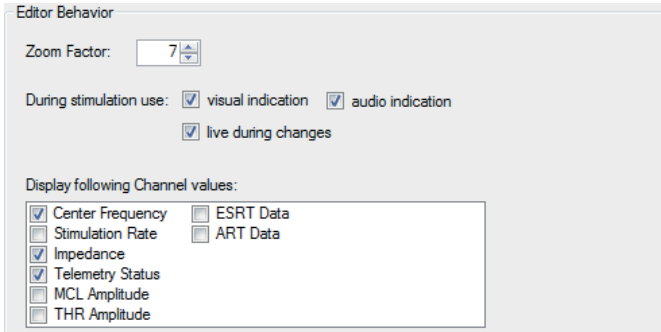 Editor Behavior
Zoom Factor: 7
During stimulation use: visual indication audio indication
live during changes
Display following Channel values:
Center Frequency ESRT Data
Stimulation Rate ART Data
Impedance
Telemetry Status
MCL Amplitude
THR Amplitude